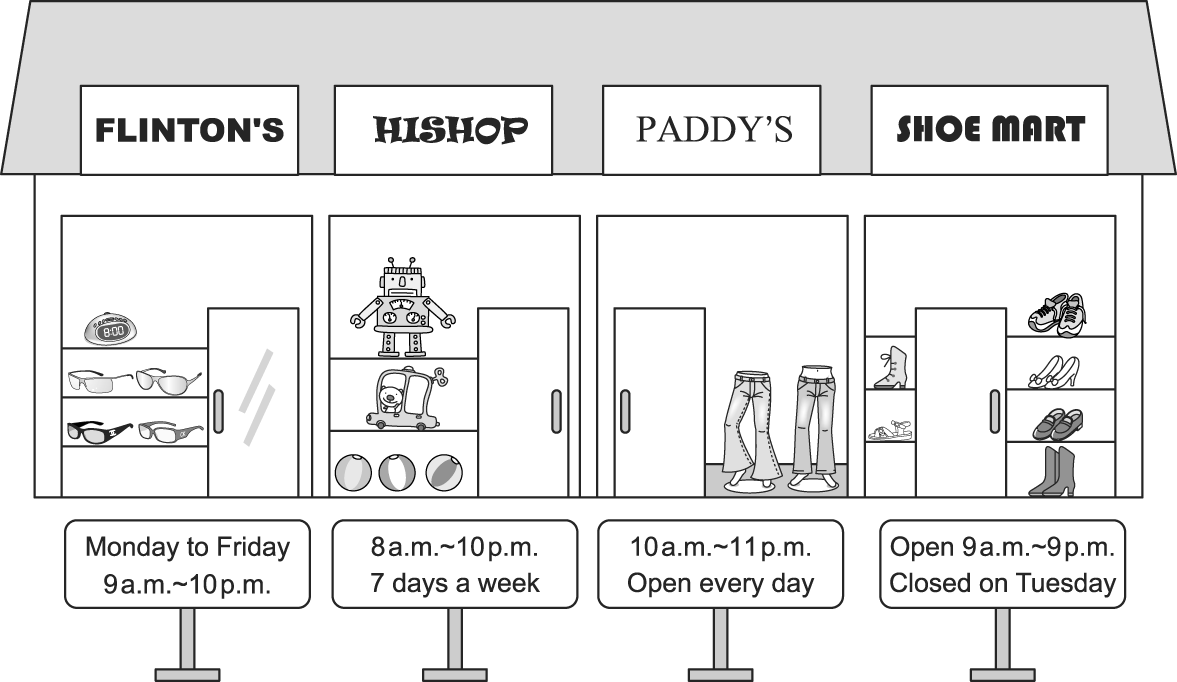 FLINTON'S
HISHOP
PADDY'S
SHOE MART
8:00
Monday to Friday
9 a.m.~10 p.m.
8 a.m.~10 p.m.
7 days a week
10 a.m.~11 p.m.
Open every day
Open 9 a.m.~9 p.m.
Closed on Tuesday